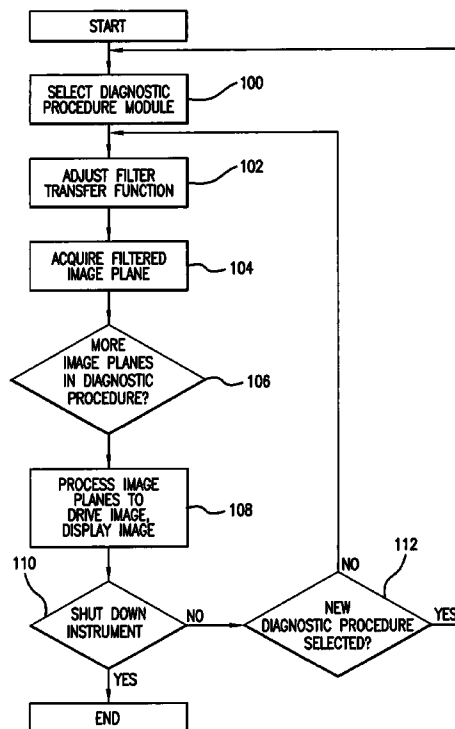 START
SELECT DIAGNOSTIC
PROCEDURE MODULE
100
ADJUST FILTER
TRANSFER FUNCTION
102
ACQUIRE FILTERED
IMAGE PLANE
104
MORE
IMAGE PLANES
IN DIAGNOSTIC
PROCEDURE?
106
PROCESS IMAGE
PLANES TO
DRIVE IMAGE,
DISPLAY IMAGE
108
110
SHUT DOWN
INSTRUMENT
NO
YES
112
NO
NEW
DIAGNOSTIC PROCEDURE
SELECTED?
YES
END